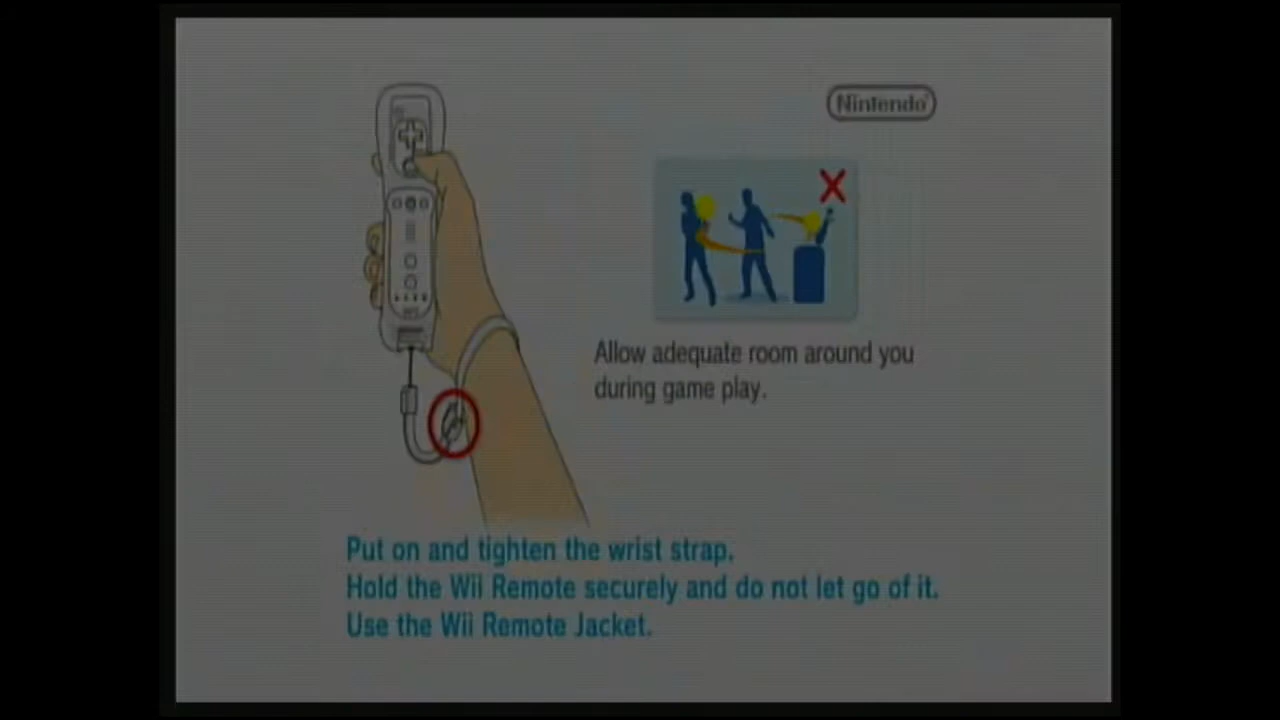 Nintendo
Allow adequate room around you
during game play.
Put on and tighten the wrist strap.
Hold the Wii Remote securely and do not let go of it.
Use the Wii Remote Jacket.